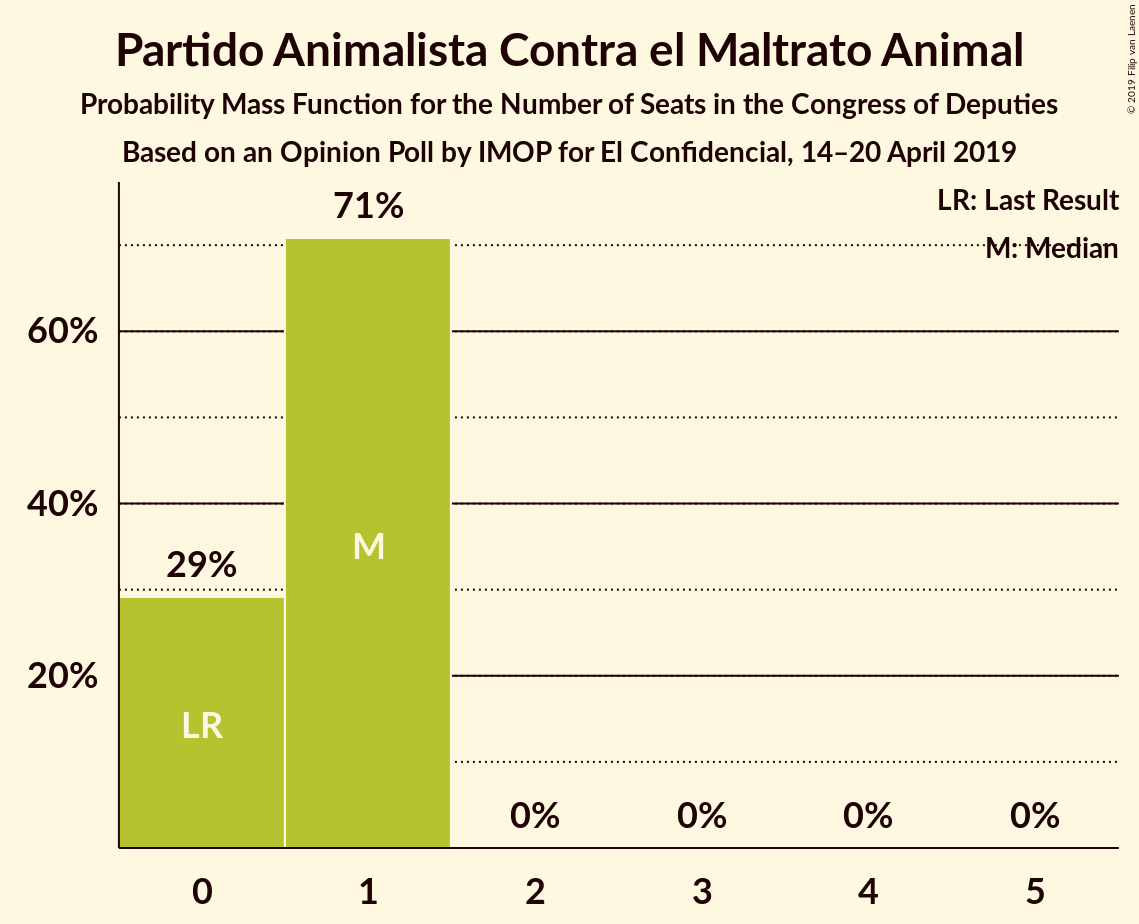 Partido Animalista Contra el Maltrato Animal
Probability Mass Function for the Number of Seats in the Congress of Deputies
Based on an Opinion Poll by IMOP for El Confidencial, 14–20 April 2019
© 2019 Filip van Laenen
LR: Last Result
M: Median
71%
60%
40%
29%
20%
M
LR
0% 0% 0% 0%
0 1 2 3 4 5